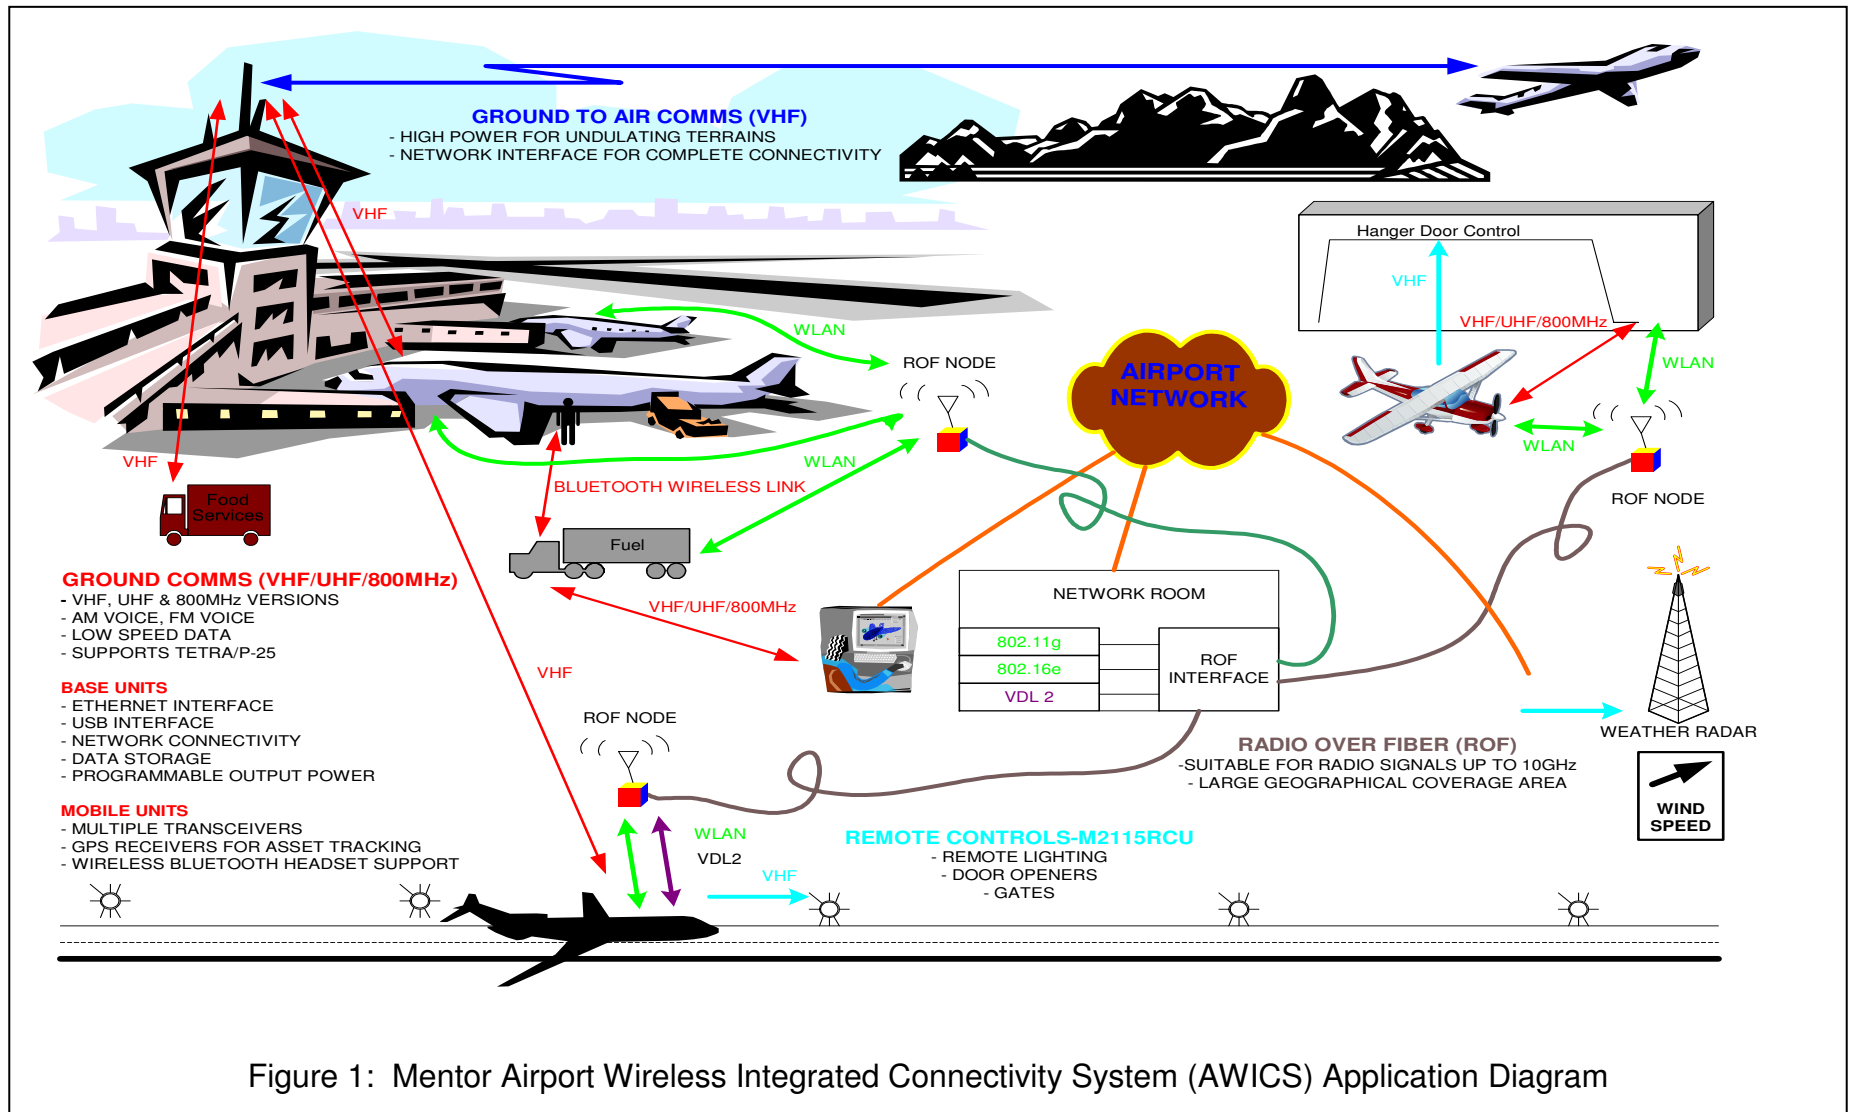 GROUND TO AIR COMMS (VHF)
- HIGH POWER FOR UNDULATING TERRAINS
- NETWORK INTERFACE FOR COMPLETE CONNECTIVITY
VHF
Hanger Door Control
VHF
VHF/UHF/800MHz
WLAN
WLAN
ROF NODE
WLAN
AIRPORT
NETWORK
WLAN
ROF NODE
VHF
BLUETOOTH WIRELESS LINK
Food
Services
Fuel
GROUND COMMS (VHF/UHF/800MHz)
- VHF, UHF & 800MHz VERSIONS
- AM VOICE, FM VOICE
- LOW SPEED DATA
- SUPPORTS TETRA/P-25
VHF/UHF/800MHz
NETWORK ROOM
802.11g
802.16e
VDL 2
ROF
INTERFACE
VHF
BASE UNITS
- ETHERNET INTERFACE
- USB INTERFACE
- NETWORK CONNECTIVITY
- DATA STORAGE
- PROGRAMMABLE OUTPUT POWER
ROF NODE
WEATHER RADAR
RADIO OVER FIBER (ROF)
-SUITABLE FOR RADIO SIGNALS UP TO 10GHz
- LARGE GEOGRAPHICAL COVERAGE AREA
WIND
SPEED
MOBILE UNITS
- MULTIPLE TRANSCEIVERS
- GPS RECEIVERS FOR ASSET TRACKING
- WIRELESS BLUETOOTH HEADSET SUPPORT
WLAN
VDL2
VHF
REMOTE CONTROLS-M2115RCU
- REMOTE LIGHTING
- DOOR OPENERS
- GATES
Figure 1: Mentor Airport Wireless Integrated Connectivity System (AWICS) Application Diagram